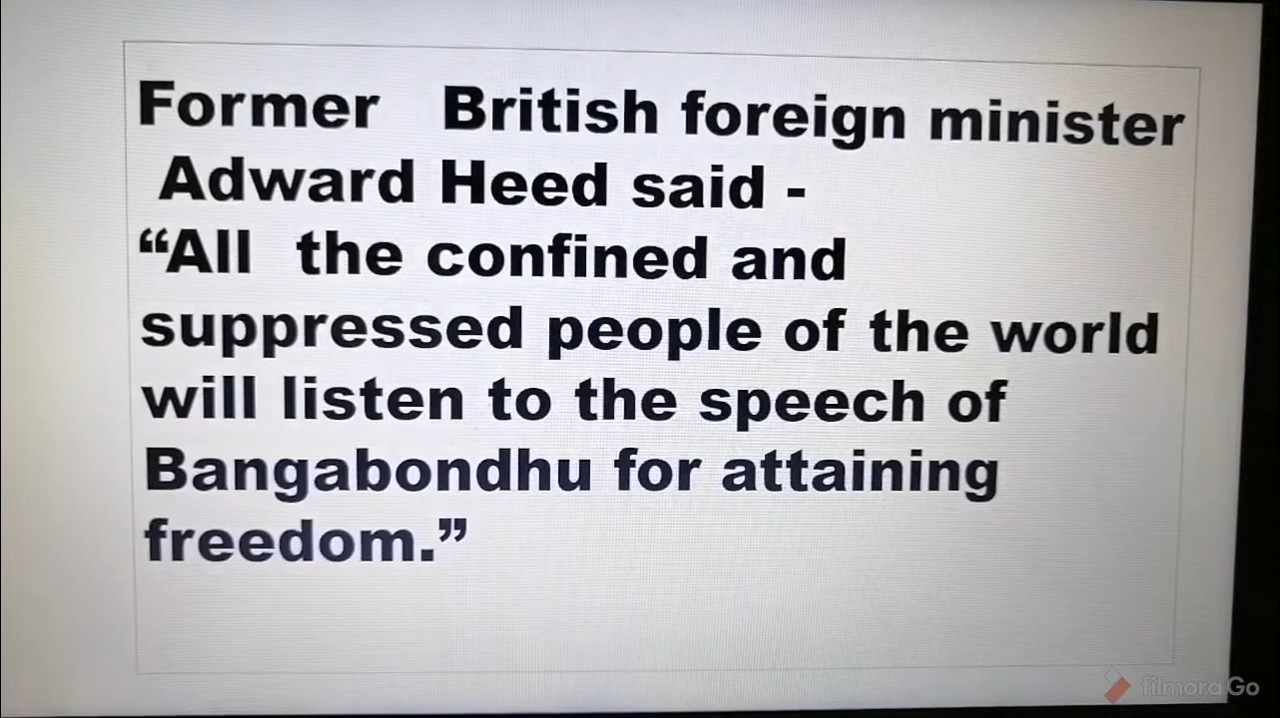 Former British foreign minister
Adward Heed said -
“All the confined and
suppressed people of the world
will listen to the speech of
Bangabondhu for attaining
freedom.”
filmora Go